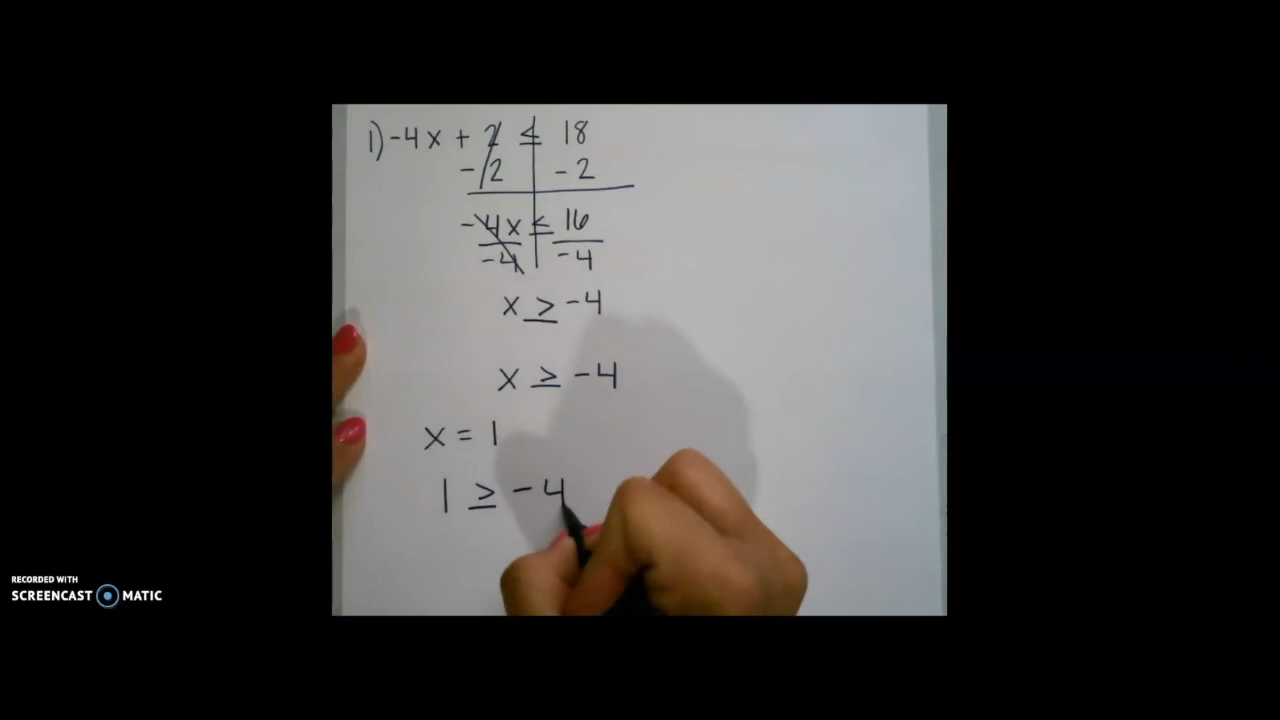 1) -4x + 2 ≤ 18
- 2 - 2
-4x ≤ 16
-4 -4
x ≥ -4
x ≥ -4
x = 1
1 ≥ -4
RECORDED WITH
SCREENCAST MATIC